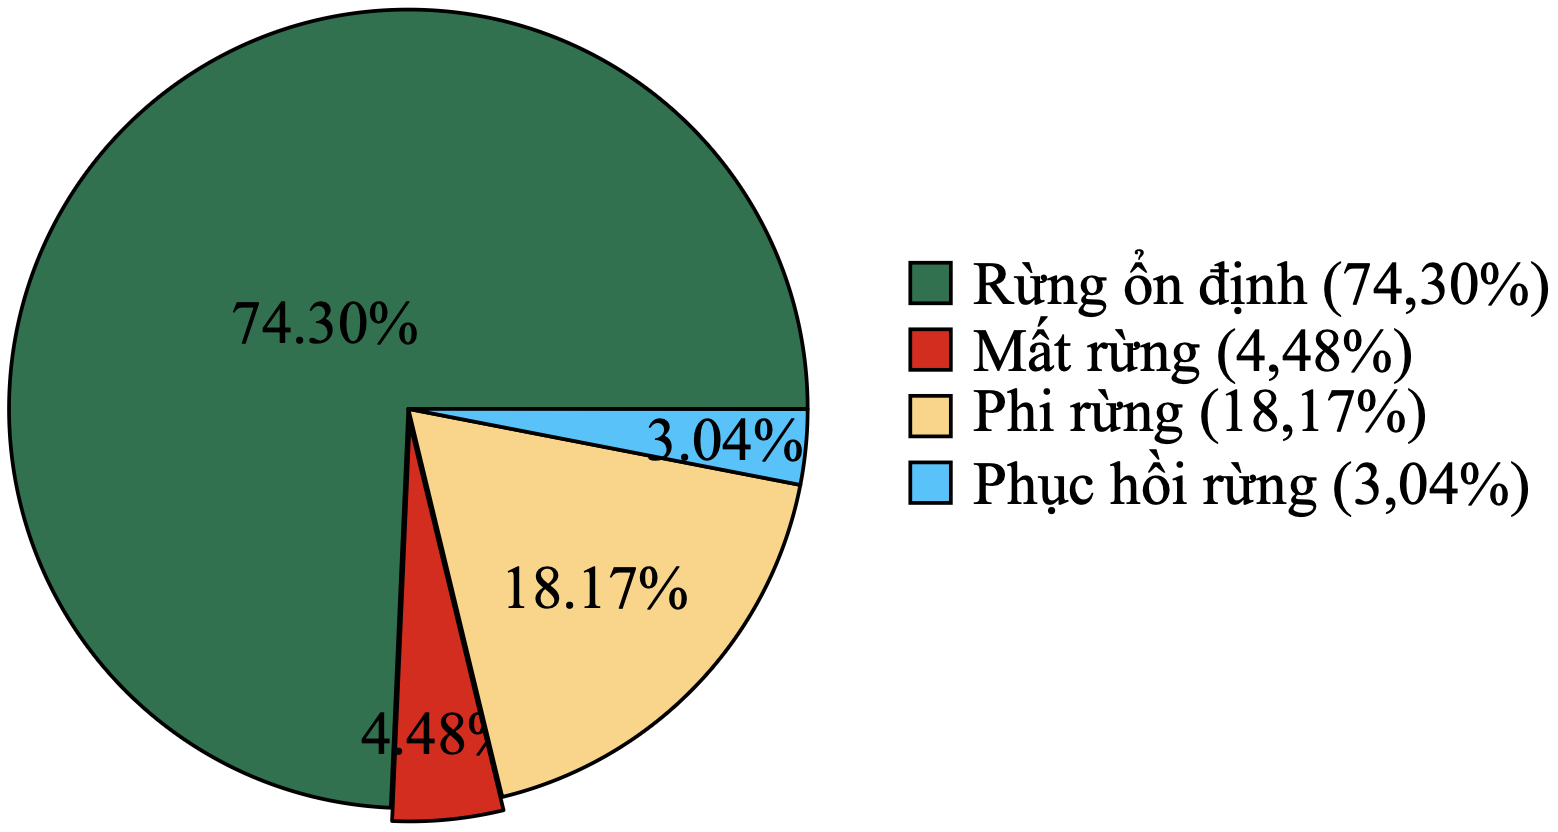 74.30%
3.04%
18.17%
4.48%
Rừng ổn định (74,30%)
Mất rừng (4,48%)
Phi rừng (18,17%)
Phục hồi rừng (3,04%)